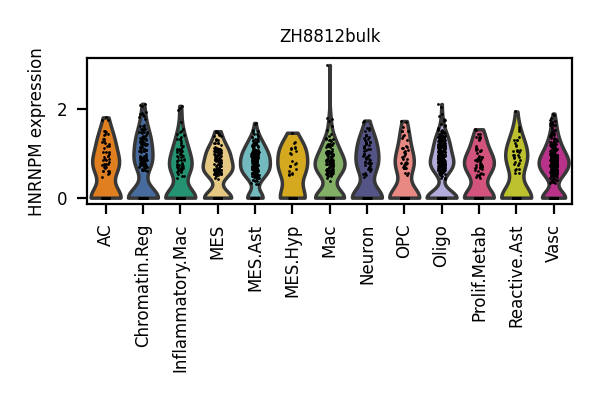 ZH8812bulk
HNRNPM expression
2
0
AC
Chromatin.Reg
Inflammatory.Mac
MES
MES.Ast
MES.Hyp
Mac
Neuron
OPC
Oligo
Prolif.Metab
Reactive.Ast
Vasc